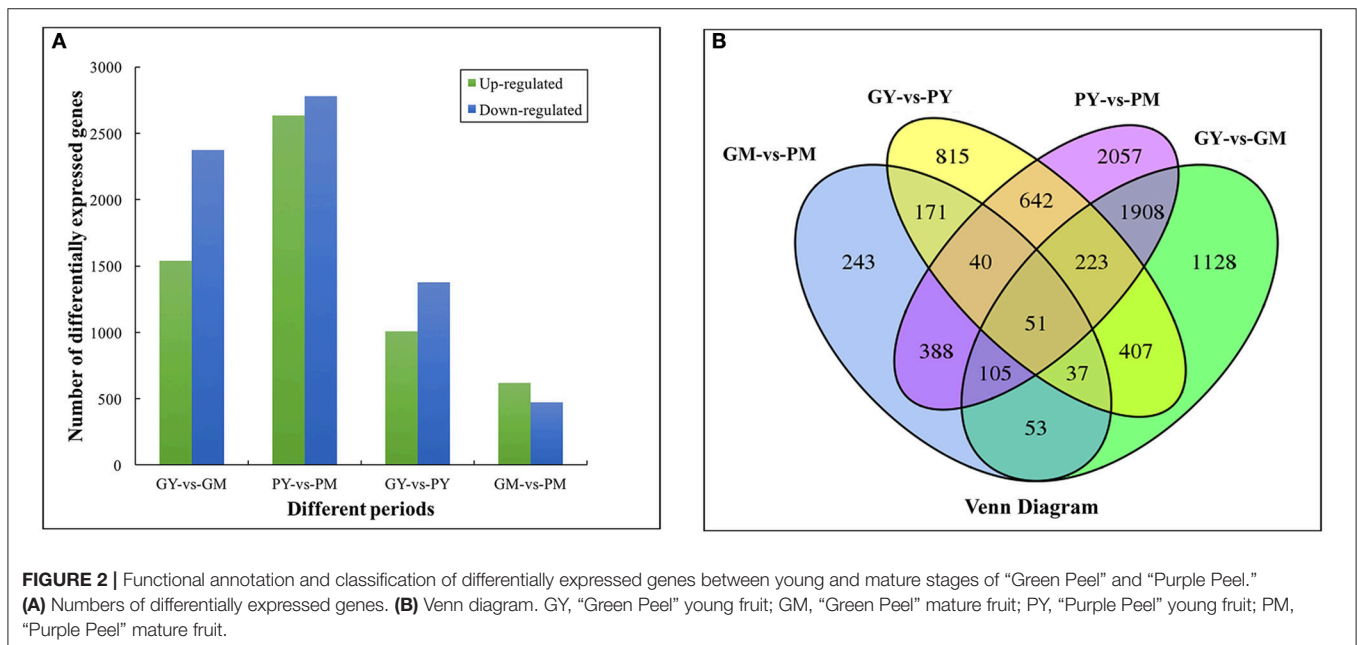 A
3000
2500
2000
1500
1000
500
0
Number of differentially expressed genes
Up-regulated
Down-regulated
GY-vs-GM
PY-vs-PM
GY-vs-PY
GM-vs-PM
Different periods
B
GY-vs-PY
PY-vs-PM
GM-vs-PM
GY-vs-GM
815
2057
171
642
1908
243
40
223
1128
51
388
407
105
37
53
Venn Diagram
FIGURE 2 | Functional annotation and classification of differentially expressed genes between young and mature stages of “Green Peel” and “Purple Peel.”
(A) Numbers of differentially expressed genes. (B) Venn diagram. GY, “Green Peel” young fruit; GM, “Green Peel” mature fruit; PY, “Purple Peel” young fruit; PM,
“Purple Peel” mature fruit.